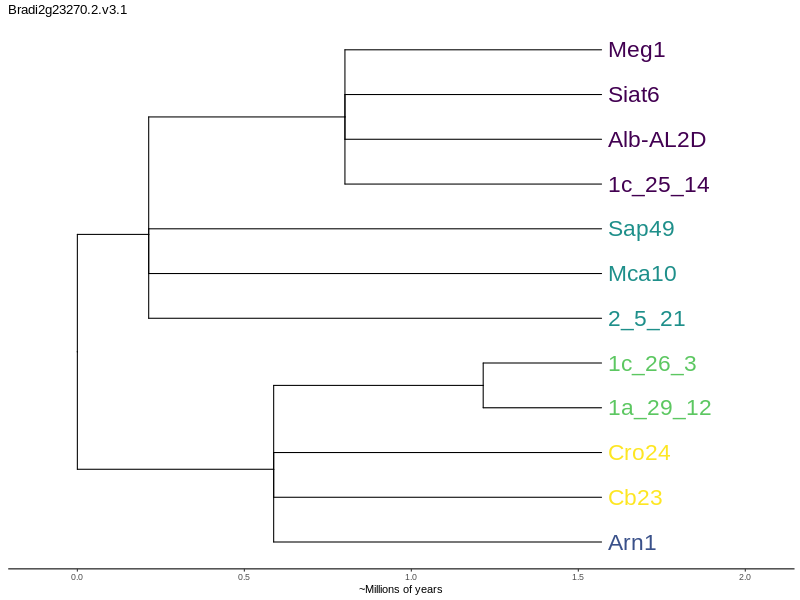 Bradi2g23270.2.v3.1
Meg1
Siat6
Alb-AL2D
1c_25_14
Sap49
Mca10
2_5_21
1c_26_3
1a_29_12
Cro24
Cb23
Arn1
0.0 0.5 1.0 1.5 2.0
~Millions of years